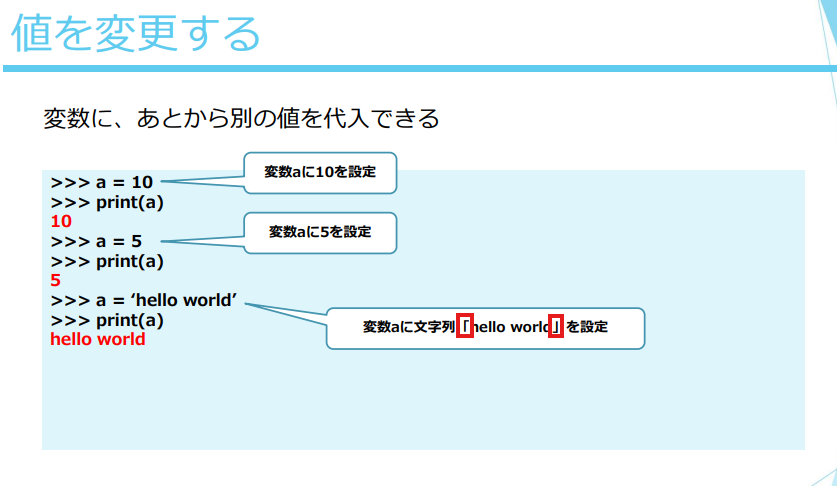 値を変更する
変数に、あとから別の値を代入できる
>>> a = 10
変数aに10を設定
>>> print(a)
10
>>> a = 5
変数aに5を設定
>>> print(a)
5
>>> a = ‘hello world’
変数aに文字列「hello world」を設定
>>> print(a)
hello world